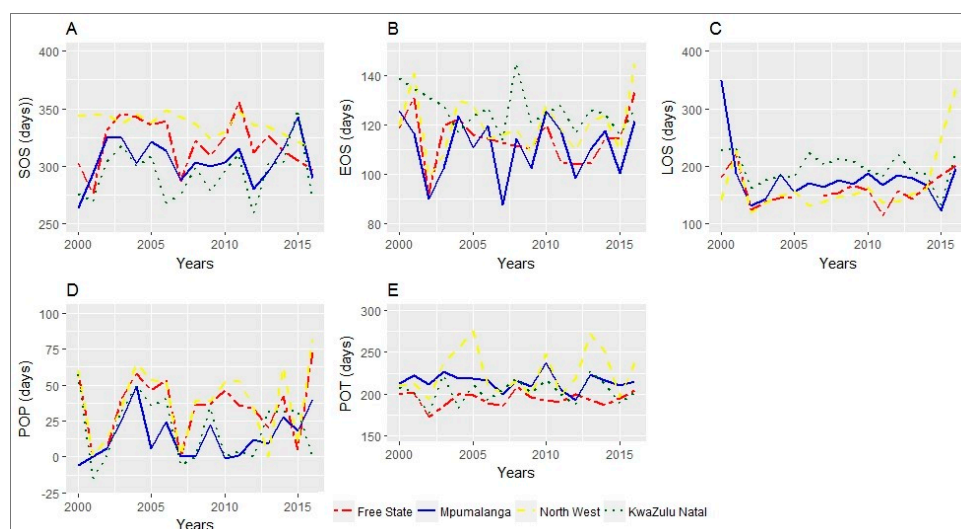 A
SOS (days))
400
350
300
250
2000
2005
2010
2015
Years
B
EOS (days)
140
120
100
80
2000
2005
2010
2015
Years
C
LOS (days)
400
300
200
100
2000
2005
2010
2015
Years
D
POP (days)
100
75
50
25
0
-25
2000
2005
2010
2015
Years
E
POT (days)
300
250
200
150
2000
2005
2010
2015
Years
Free State Mpumalanga North West KwaZulu Natal